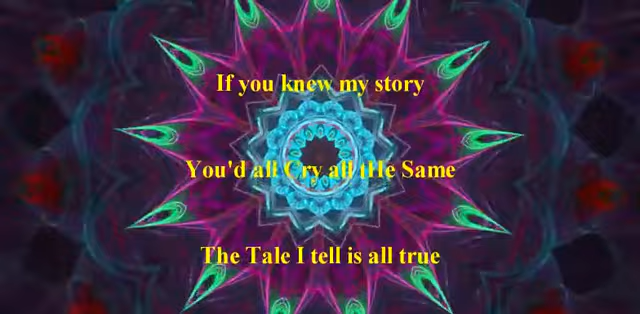 If you knew my story
You'd all Cry all tHe Same
The Tale I tell is all true